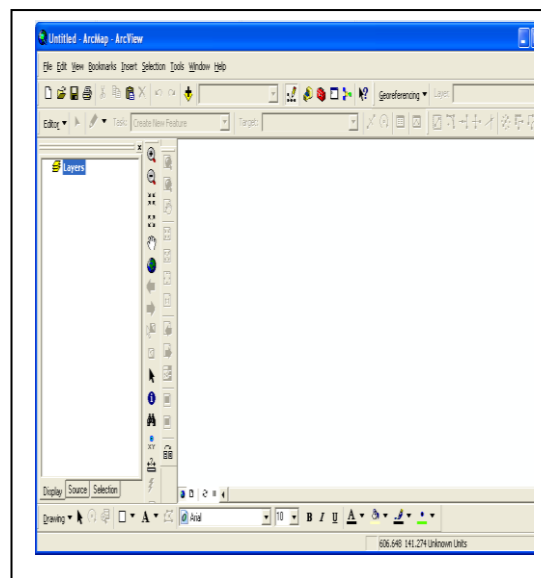 Untitled - ArcMap - ArcView
File Edit View Bookmarks Insert Selection Tools Window Help
Georeferencing Layer:
Editor Task: Create New Feature Target:
Layers
XY
Display Source Selection
Drawing A Arial 10 B I U A
606.648 141.274 Unknown Units